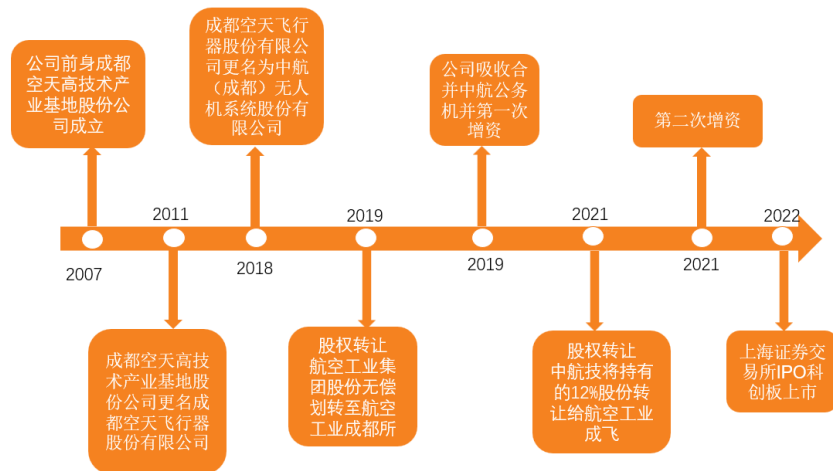 公司前身成都
空天高技术产
业基地股份公
司成立
成都空天飞行
器股份有限公
司更名为中航
（成都）无人
机系统股份有
限公司
公司吸收合
并中航公务
机并第一次
增资
第二次增资
2007
2011
2018
2019
2019
2021
2021
2022
成都空天高技
术产业基地股
份公司更名成
都空天飞行器
股份有限公司
股权转让
航空工业集
团股份无偿
划转至航空
工业成都所
股权转让
中航技将持有
的12%股份转
让给航空工业
成飞
上海证券交
易所IPO科
创板上市